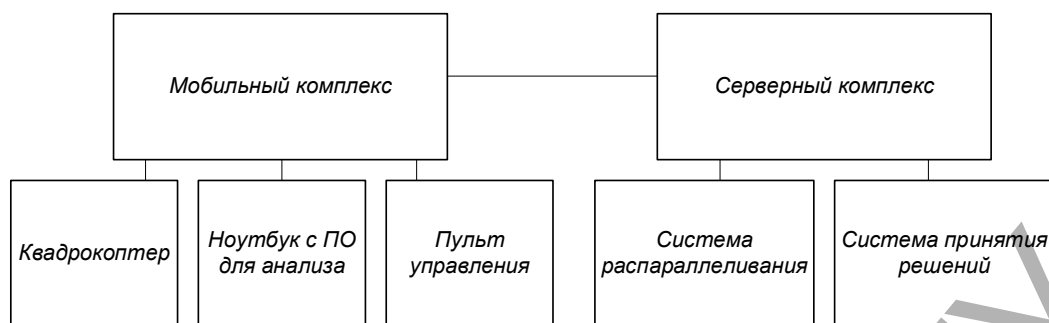 Мобильный комплекс
Серверный комплекс
Квадрокоптер
Ноутбук с ПО
для анализа
Пульт
управления
Система
распараллеливания
Система принятия
решений